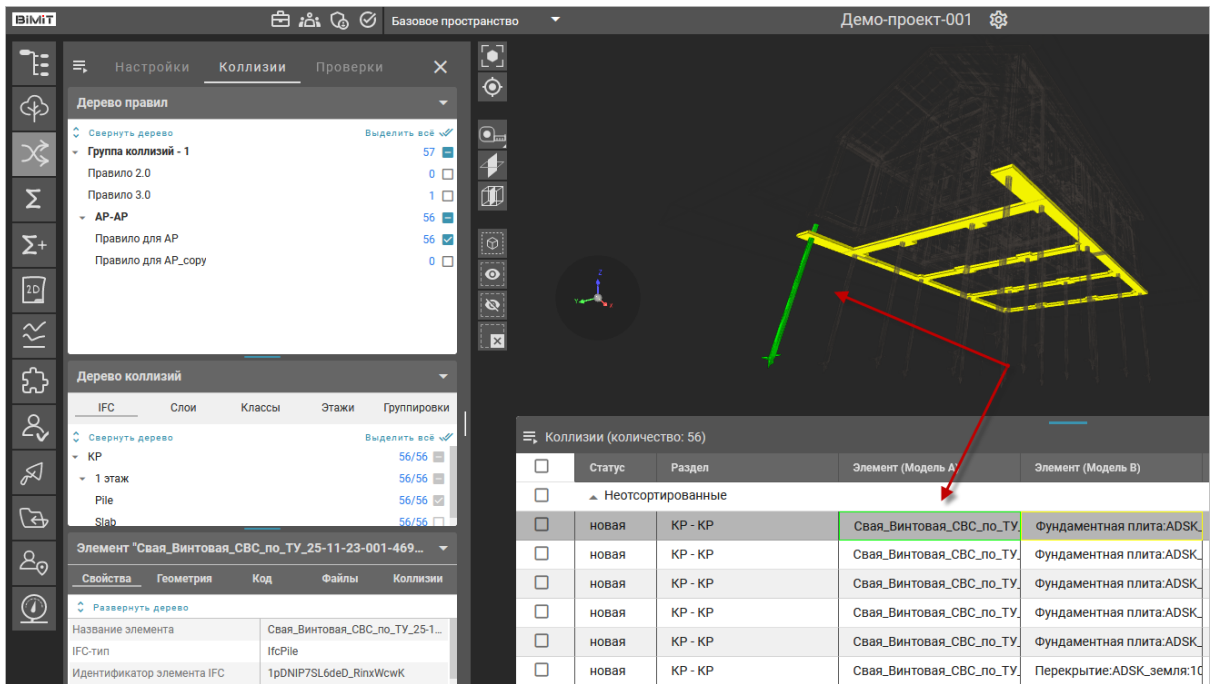 BIMIT
Базовое пространство
Демо-проект-001
Настройки Коллизии Проверки
Дерево правил
Свернуть дерево Выделить всё
Группа коллизий - 1 57
Правило 2.0 0
Правило 3.0 1
АР-АР 56
Правило для АР 56
Правило для АР_copy 0
Дерево коллизий
IFC Слои Классы Этажи Группировки
Свернуть дерево Выделить всё
КР 56/56
1 этаж 56/56
Pile 56/56
Slab 56/56
Элемент "Свая_Винтовая_СВС_по_ТУ_25-11-23-001-469...
Свойства Геометрия Код Файлы Коллизии
Развернуть дерево
Название элемента Свая_Винтовая_СВС_по_ТУ_25-1...
IFC-тип IfcPile
Идентификатор элемента IFC 1pDNIP7SL6deD_RinxWcwK
2D
Z
Y
X
Коллизии (количество: 56)
Статус Раздел Элемент (Модель А) Элемент (Модель B)
Неотсортированные
новая КР - КР Свая_Винтовая_СВС_по_ТУ_ Фундаментная плита:ADSK_
новая КР - КР Свая_Винтовая_СВС_по_ТУ_ Фундаментная плита:ADSK_
новая КР - КР Свая_Винтовая_СВС_по_ТУ_ Фундаментная плита:ADSK_
новая КР - КР Свая_Винтовая_СВС_по_ТУ_ Фундаментная плита:ADSK_
новая КР - КР Свая_Винтовая_СВС_по_ТУ_ Фундаментная плита:ADSK_
новая КР - КР Свая_Винтовая_СВС_по_ТУ_ Перекрытие:ADSK_земля:10